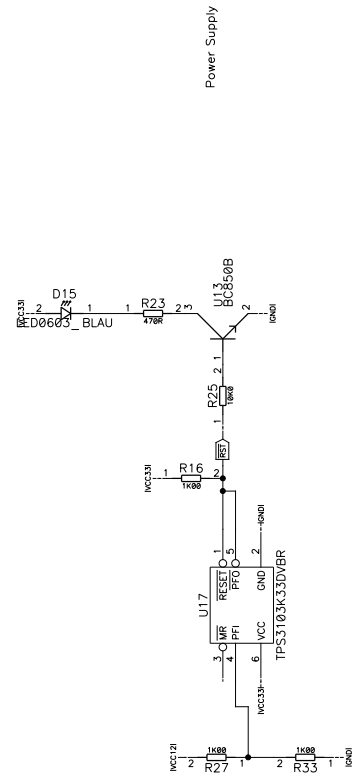 Power Supply
|VCC33|
2
D15
LED0603_BLAU
1
1
R23
470R
2
3
U13
BC850B
2
|GND|
1
2
R25
10K0
1
RST
|VCC33|
1
R16
1K00
2
1
5
2
|GND|
RESET
PFO
GND
U17
TPS3103K33DVBR
MR
PFI
VCC
3
4
6
|VCC33|
|VCC12|
2
R27
1K00
1
1K00
R33
2
1
|GND|